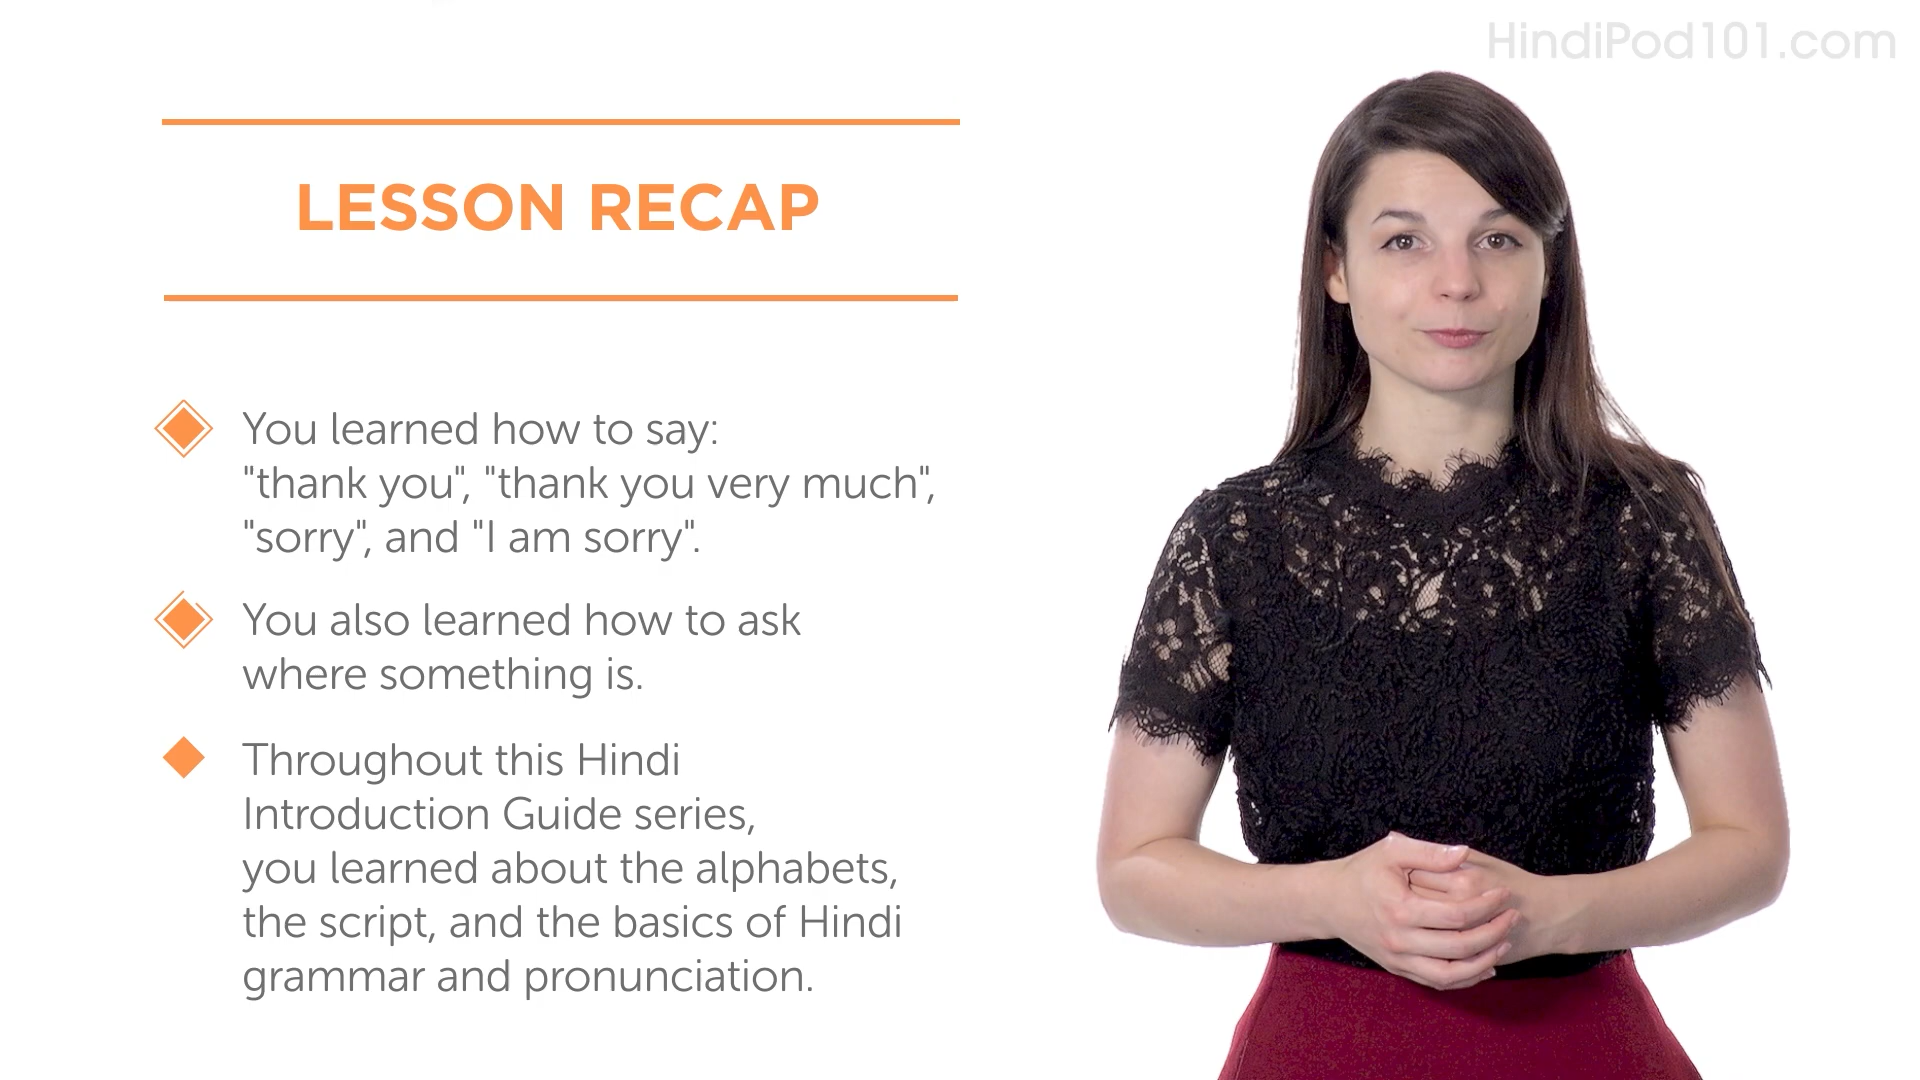 HindiPod101.com
LESSON RECAP
You learned how to say:
"thank you", "thank you very much",
"sorry", and "I am sorry".
You also learned how to ask
where something is.
Throughout this Hindi
Introduction Guide series,
you learned about the alphabets,
the script, and the basics of Hindi
grammar and pronunciation.